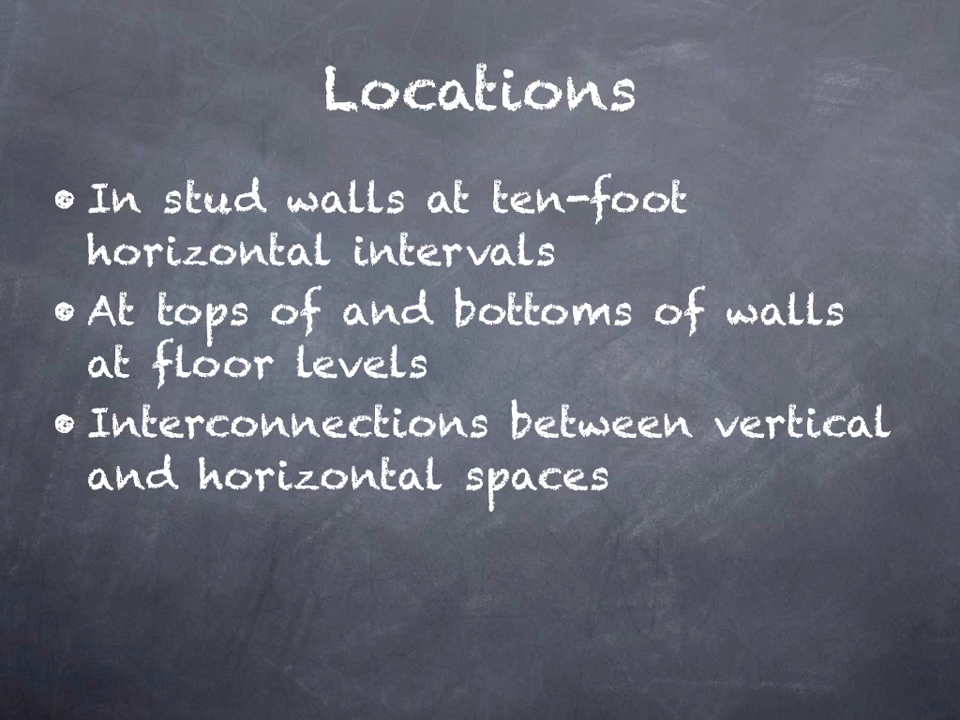 Locations
• In stud walls at ten-foot
horizontal intervals
• At tops of and bottoms of walls
at floor levels
• Interconnections between vertical
and horizontal spaces